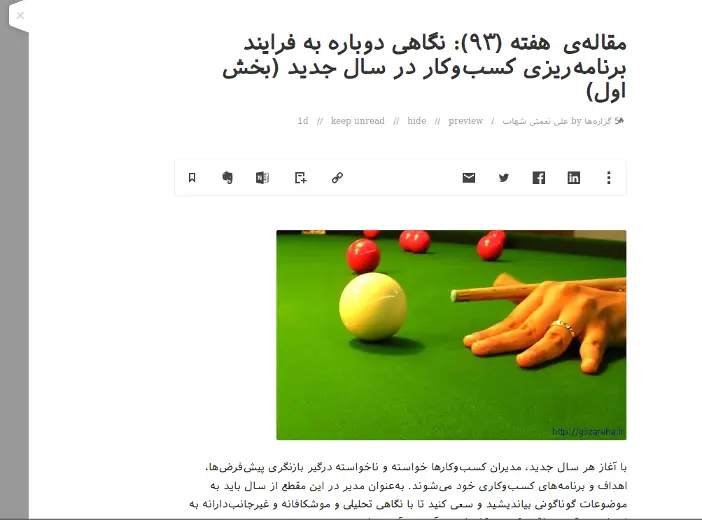 مقاله‌ی هفته (۹۳): نگاهی دوباره به فرایند
برنامه‌ریزی کسب‌وکار در سال جدید (بخش
اول)
5 گزاره‌ها by علی نعمتی شهاب / preview // hide // keep unread // 1d
http://gozareha.ir
با آغاز هر سال جدید، مدیران کسب‌وکارها خواسته و ناخواسته درگیر بازنگری پیش‌فرض‌ها،
اهداف و برنامه‌های کسب‌وکاری خود می‌شوند. به‌عنوان مدیر در این مقطع از سال باید به
موضوعات گوناگونی بیاندیشید و سعی کنید تا با نگاهی تحلیلی و موشکافانه و غیرجانب‌دارانه به